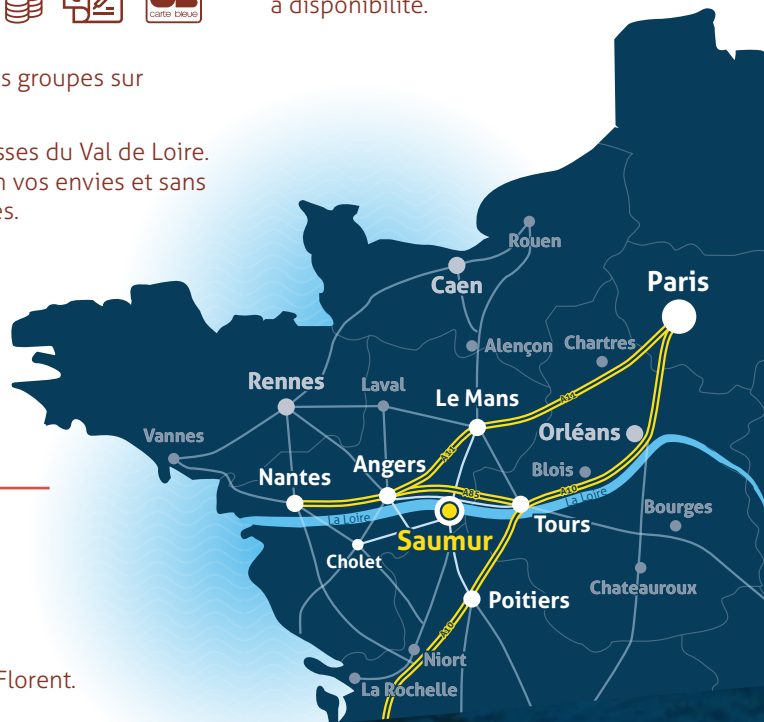 carte bleue
à disponibilité.
s groupes sur
sses du Val de Loire.
n vos envies et sans
es.
Florent.
Rouen
Caen
Paris
Alençon
Chartres
Rennes
Laval
Le Mans
A11
Orléans
Vannes
Angers
A11
Blois
Nantes
A85
A10
La Loire
La Loire
Bourges
Saumur
Tours
Cholet
Chateauroux
Poitiers
A10
Niort
La Rochelle